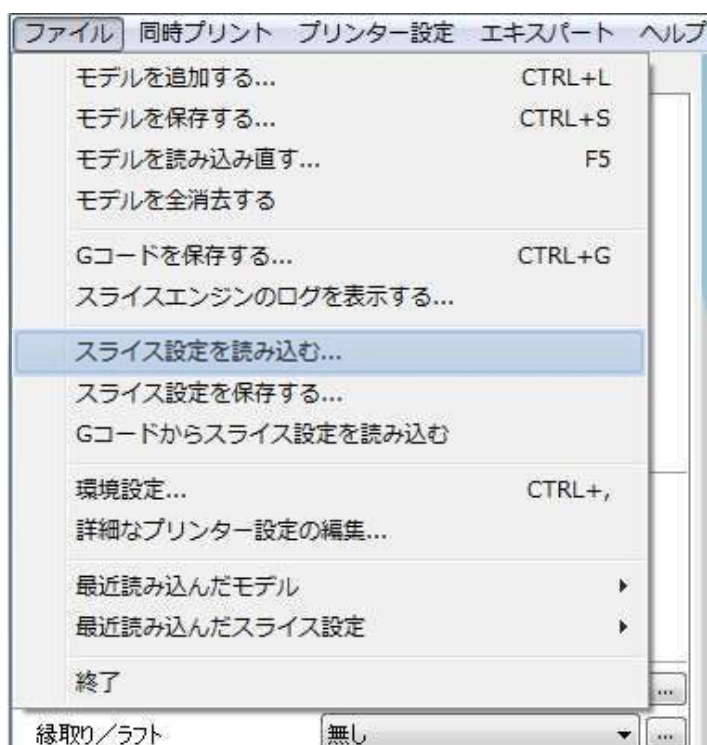 ファイル 同時プリント プリンター設定 エキスパート ヘルプ
モデルを追加する... CTRL+L
モデルを保存する... CTRL+S
モデルを読み込み直す... F5
モデルを全消去する
Gコードを保存する... CTRL+G
スライスエンジンのログを表示する...
スライス設定を読み込む...
スライス設定を保存する...
Gコードからスライス設定を読み込む
環境設定... CTRL+,
詳細なプリンター設定の編集...
最近読み込んだモデル
最近読み込んだスライス設定
終了
...
縁取り／ラフト 無し ...